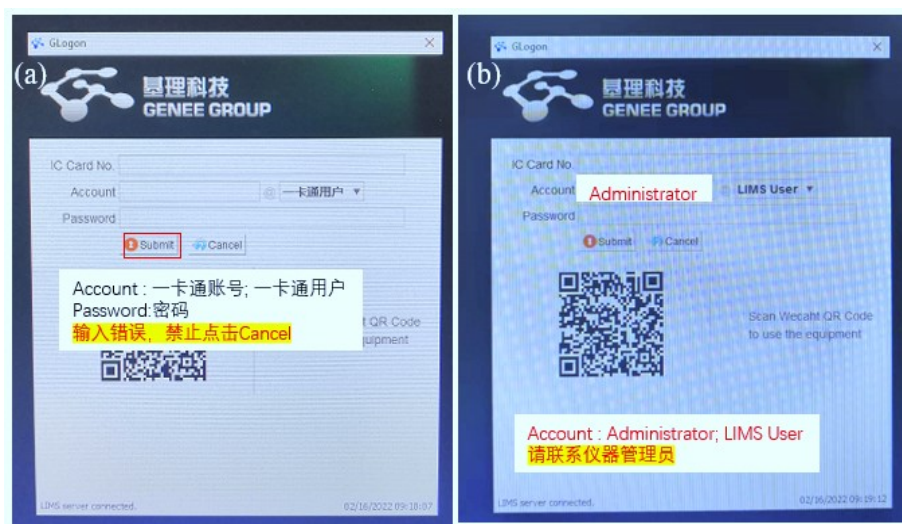 GLogon
(a)
基理科技
GENEE GROUP
IC Card No.
Account
@ 一卡通用户
Password
Submit
Cancel
Account : 一卡通账号; 一卡通用户
Password:密码
输入错误，禁止点击Cancel
t QR Code
quipment
LIMS server connected.
02/16/2022 09:18:07
GLogon
(b)
基理科技
GENEE GROUP
IC Card No.
Account
Administrator
@ LIMS User
Password
Submit
Cancel
Scan Wecaht QR Code
to use the equipment
Account : Administrator; LIMS User
请联系仪器管理员
LIMS server connected.
02/16/2022 09:19:12